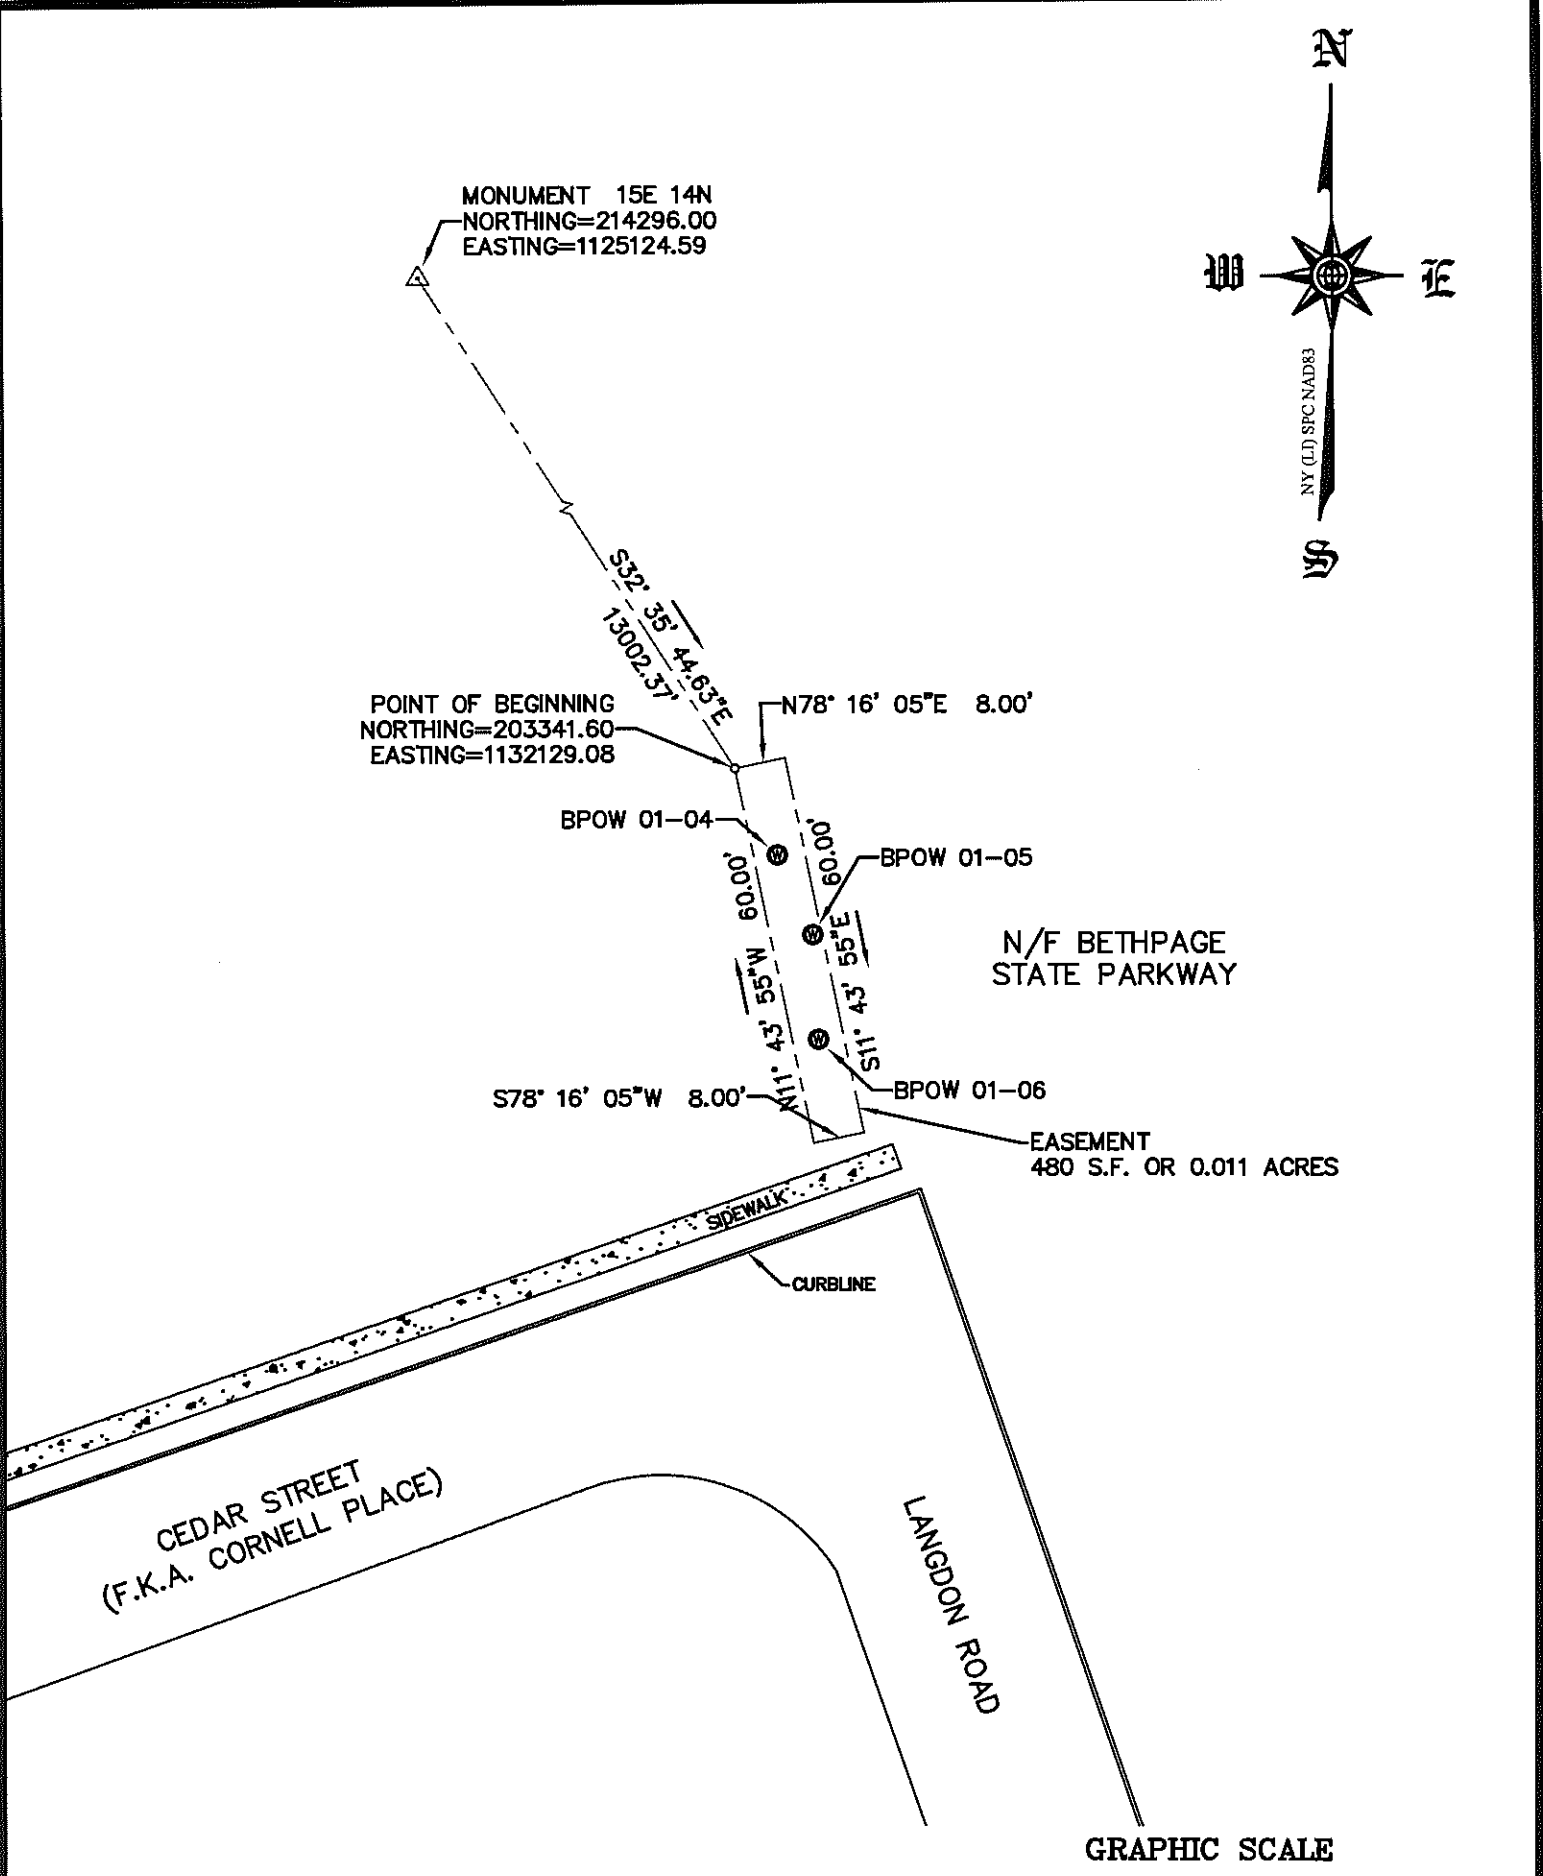 N
MONUMENT 15E 14N
NORTHING=214296.00
EASTING=1125124.59
W
E
NY (LI) SPC NAD83
S
S32° 35' 44.63"E
13002.37'
POINT OF BEGINNING
NORTHING=203341.60
EASTING=1132129.08
N78° 16' 05"E 8.00'
BPOW 01-04
BPOW 01-05
S11° 43' 55"E 60.00'
N11° 43' 55"W 60.00'
N/F BETHPAGE
STATE PARKWAY
BPOW 01-06
S78° 16' 05"W 8.00'
EASEMENT
480 S.F. OR 0.011 ACRES
W
W
W
SIDEWALK
CURBLINE
CEDAR STREET
(F.K.A. CORNELL PLACE)
LANGDON ROAD
GRAPHIC SCALE